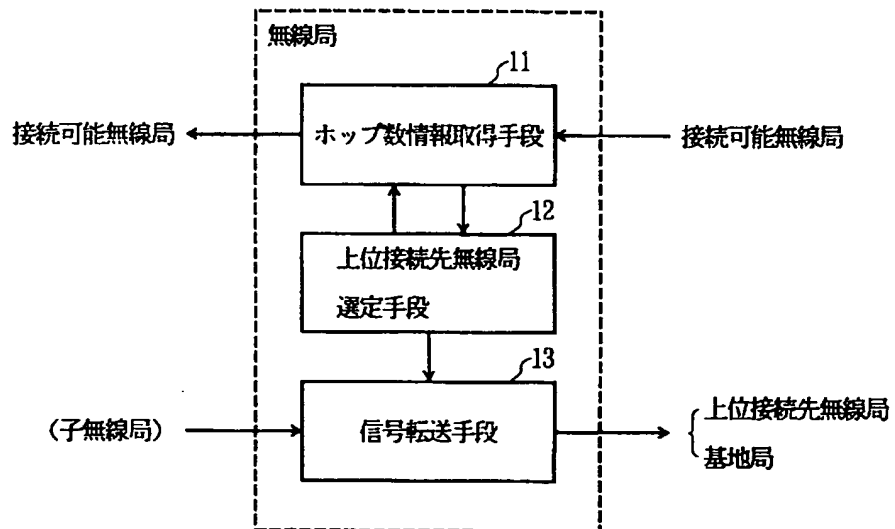 無線局
11
接続可能無線局
ホップ数情報取得手段
接続可能無線局
12
上位接続先無線局
選定手段
13
(子無線局)
信号転送手段
上位接続先無線局
基地局